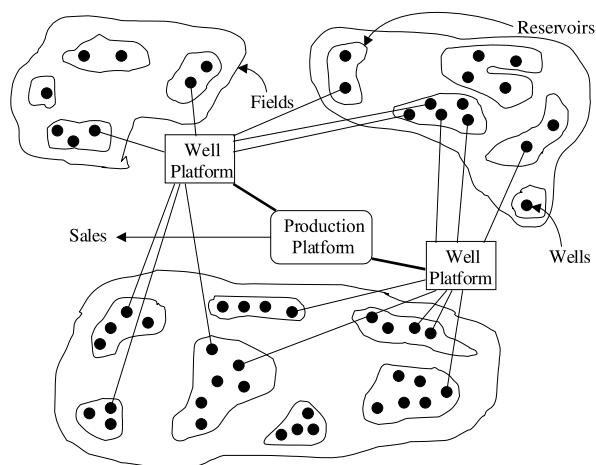 Reservoirs
Fields
Well
Platform
Production
Platform
Sales
Well
Platform
Wells